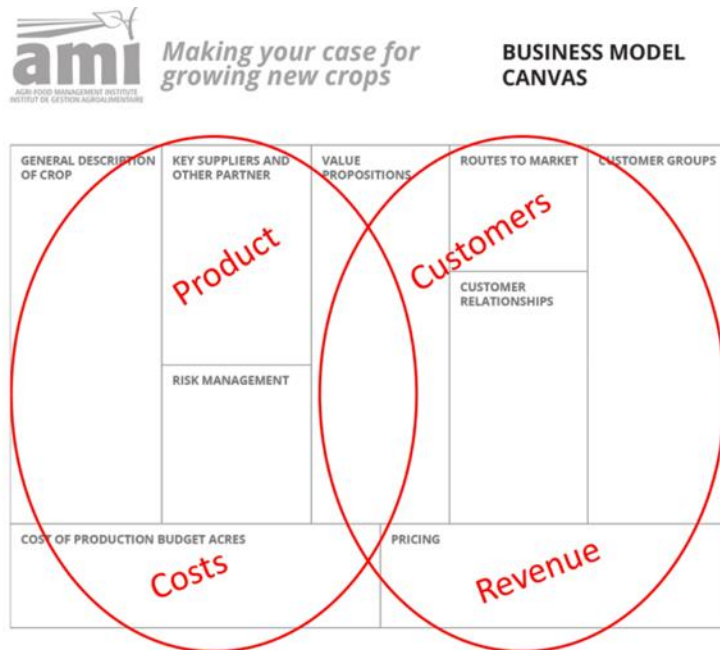 ami
AGRI-FOOD MANAGEMENT INSTITUTE
INSTITUT DE GESTION AGROALIMENTAIRE
Making your case for
growing new crops
BUSINESS MODEL
CANVAS
GENERAL DESCRIPTION
OF CROP
KEY SUPPLIERS AND
OTHER PARTNER
VALUE
PROPOSITIONS
ROUTES TO MARKET
CUSTOMER GROUPS
Product
Customers
CUSTOMER
RELATIONSHIPS
RISK MANAGEMENT
COST OF PRODUCTION BUDGET ACRES
PRICING
Costs
Revenue